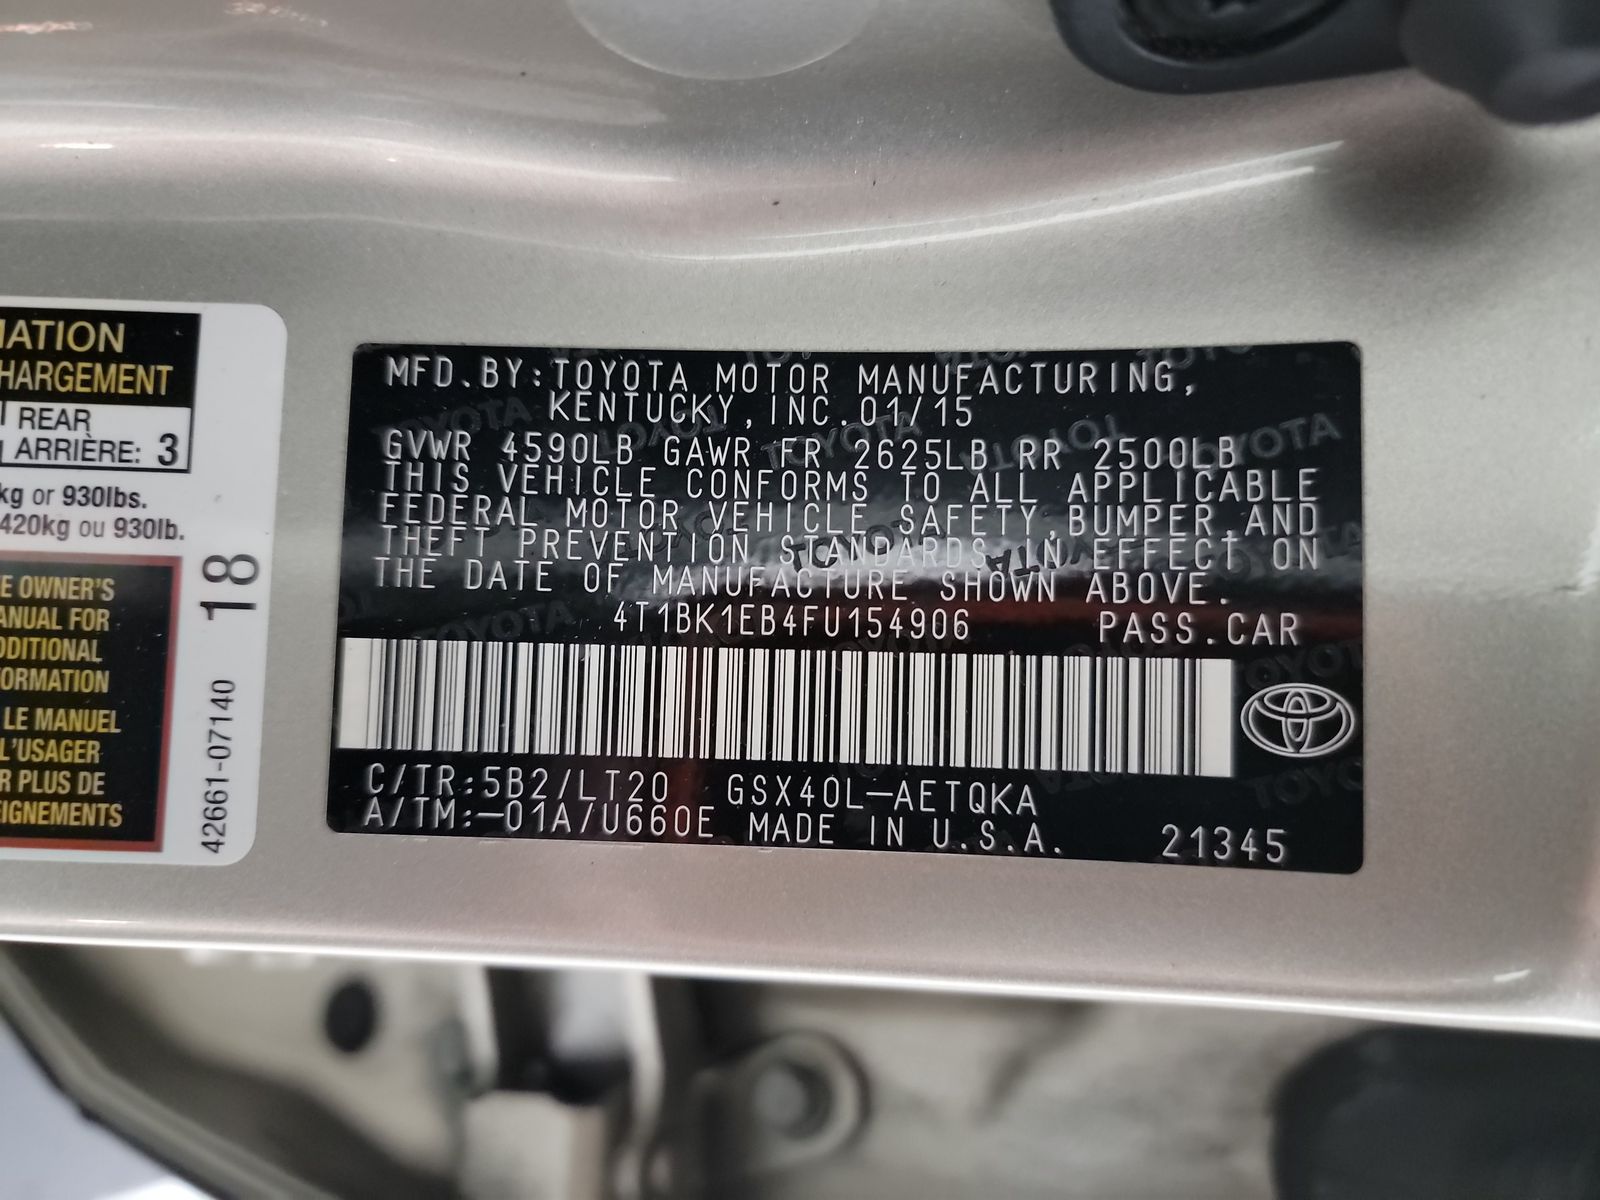 MATION
HARGEMENT
REAR
ARRIÈRE: 3
kg or 930lbs.
420kg ou 930lb.
E OWNER'S
ANUAL FOR
DDITIONAL
ORMATION
LE MANUEL
L'USAGER
R PLUS DE
EIGNEMENTS
18
42661-07140
MFD.BY:TOYOTA MOTOR MANUFACTURING,
KENTUCKY,INC.01/15
GVWR 4590LB GAWR FR 2625LB RR 2500LB
THIS VEHICLE CONFORMS TO ALL APPLICABLE
FEDERAL MOTOR VEHICLE SAFETY,BUMPER,AND
THEFT PREVENTION STANDARDS IN EFFECT ON
THE DATE OF MANUFACTURE SHOWN ABOVE.
4T1BK1EB4FU154906 PASS.CAR
C/TR:5B2/LT20 GSX40L-AETQKA
A/TM:-01A/U660E MADE IN U.S.A. 21345